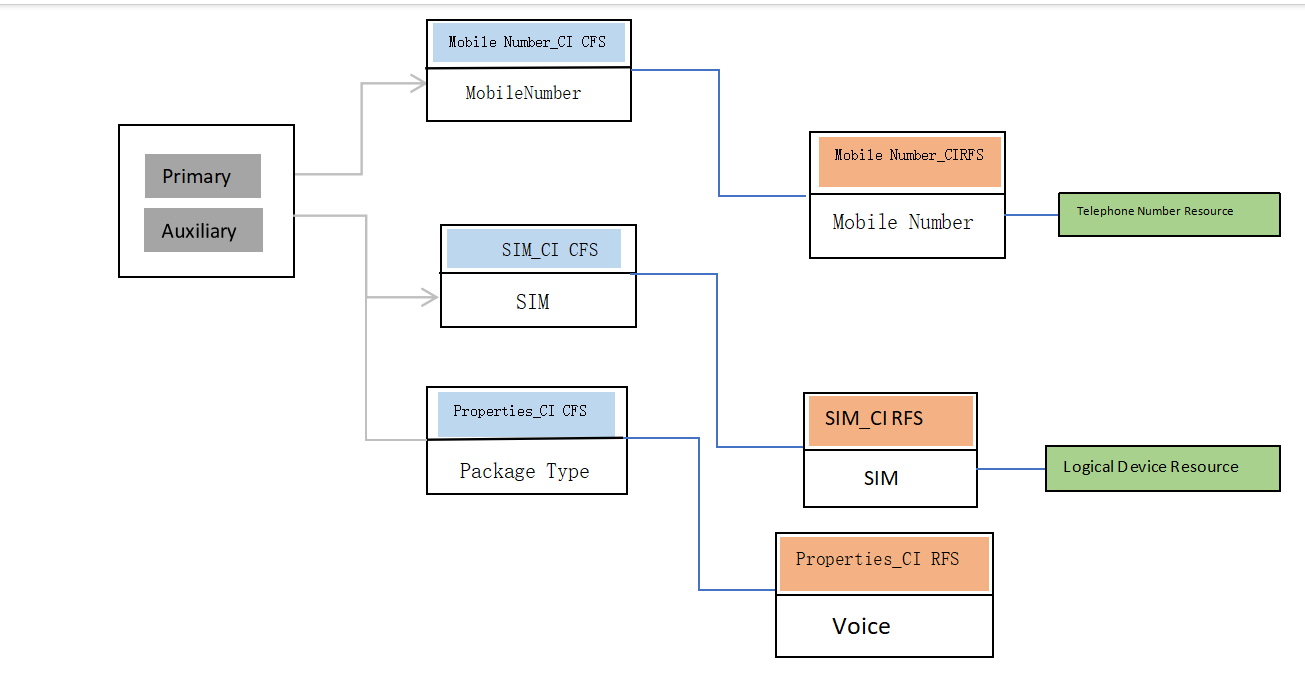 Mobile Number_CI CFS
MobileNumber
Primary
Auxiliary
Mobile Number_CIRFS
Mobile Number
Telephone Number Resource
SIM_CI CFS
SIM
Properties_CI CFS
Package Type
SIM_CI RFS
SIM
Logical Device Resource
Properties_CI RFS
Voice